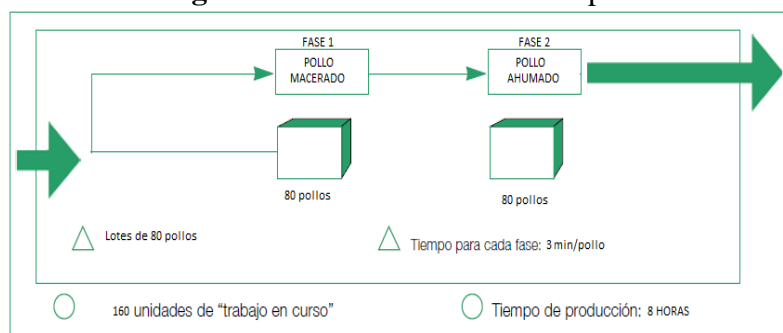 FASE 1
FASE 2
POLLO
MACERADO
POLLO
AHUMADO
80 pollos
80 pollos
Lotes de 80 pollos
Tiempo para cada fase: 3 min/pollo
160 unidades de "trabajo en curso"
Tiempo de producción: 8 HORAS